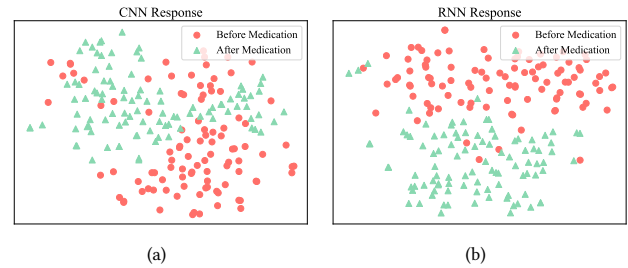 CNN Response
Before Medication
After Medication
(a)
RNN Response
Before Medication
After Medication
(b)